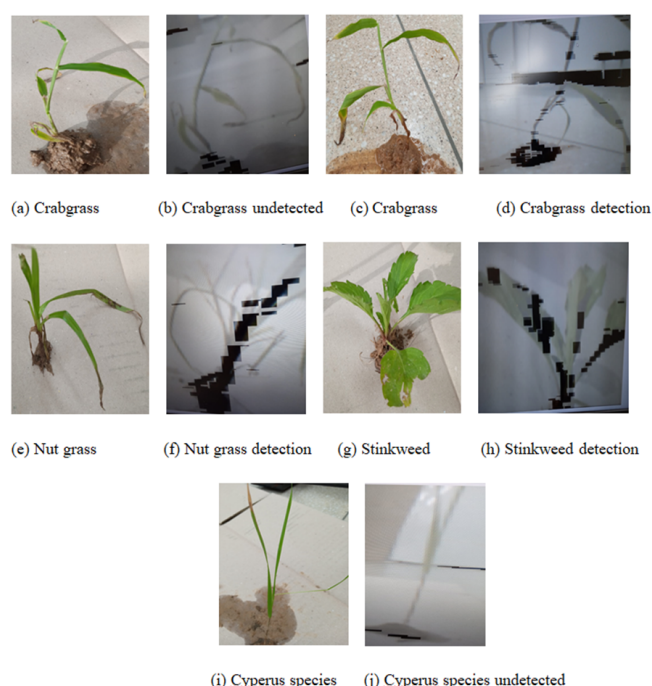 (a) Crabgrass (b) Crabgrass undetected (c) Crabgrass (d) Crabgrass detection
(e) Nut grass (f) Nut grass detection (g) Stinkweed (h) Stinkweed detection
(i) Cyperus species (j) Cyperus species undetected